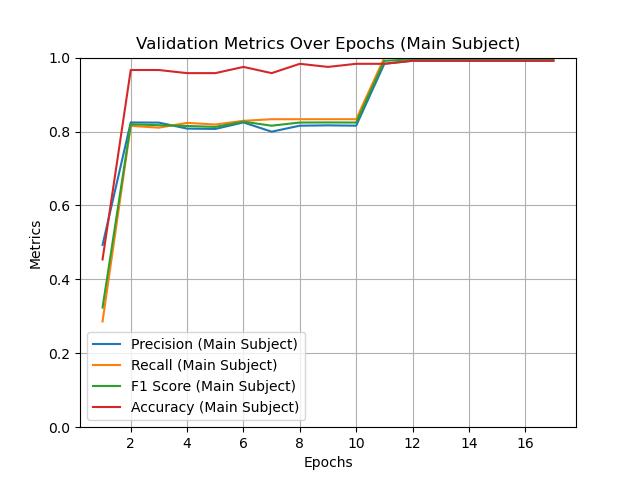 Validation Metrics Over Epochs (Main Subject)
1.0
0.8
0.6
0.4
0.2
0.0
Metrics
Precision (Main Subject)
Recall (Main Subject)
F1 Score (Main Subject)
Accuracy (Main Subject)
2 4 6 8 10 12 14 16
Epochs